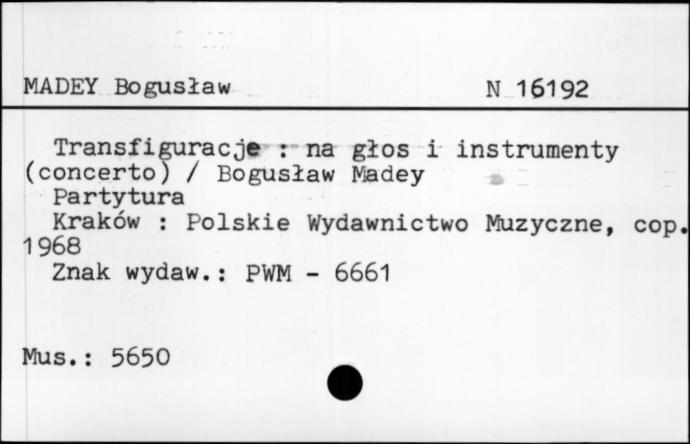 MADEY Bogusław N 16192
Transfiguracje : na głos i instrumenty
(concerto) / Bogusław Madey
Partytura
Kraków : Polskie Wydawnictwo Muzyczne, cop.
1968
Znak wydaw.: PWM - 6661
Mus.: 5650